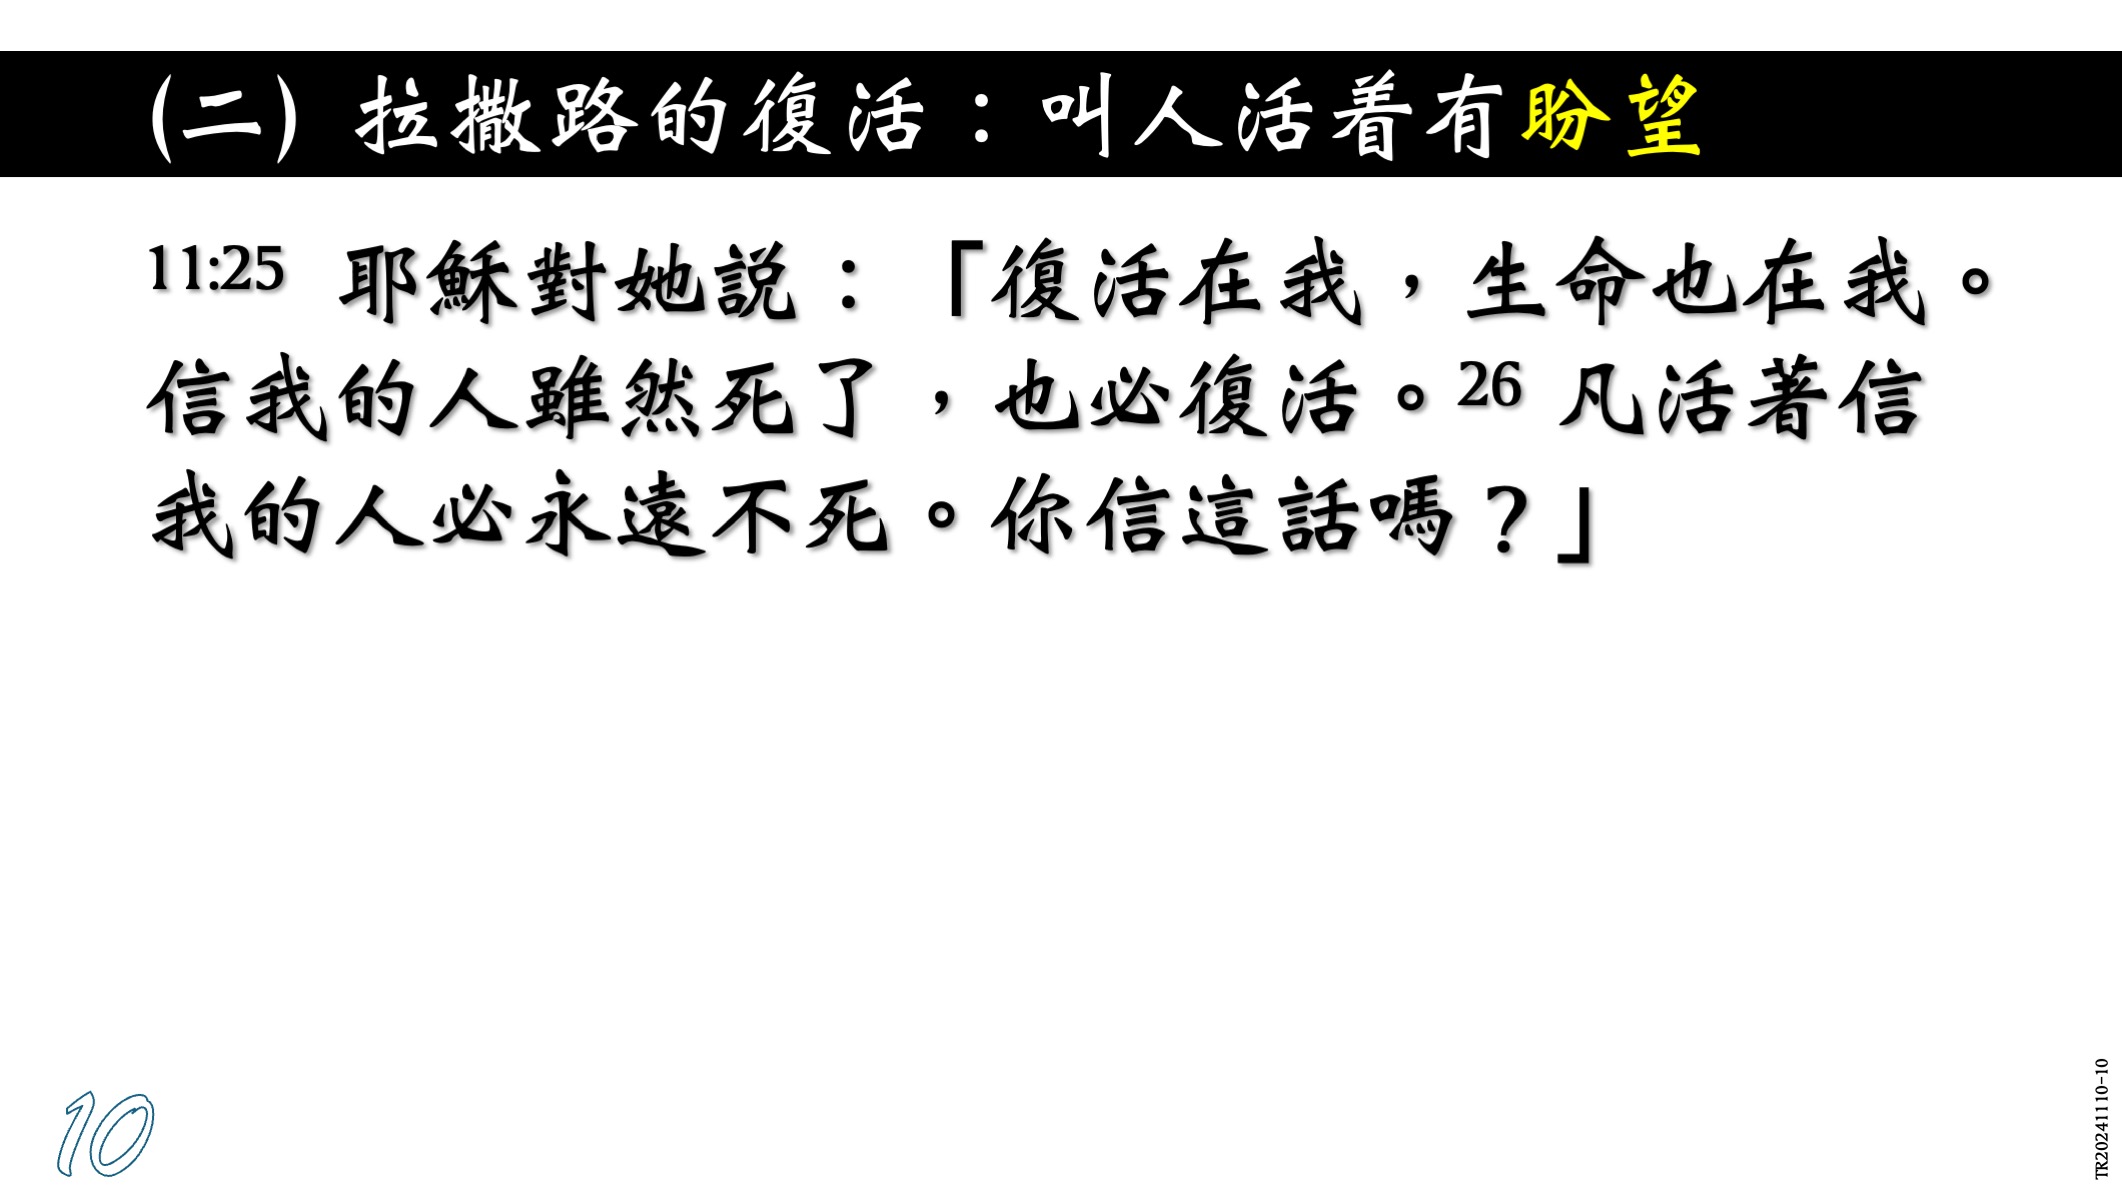 (二) 拉撒路的復活：叫人活着有盼望
11:25 耶穌對她説：「復活在我，生命也在我。
信我的人雖然死了，也必復活。26 凡活著信
我的人必永遠不死。你信這話嗎？」
10
TR20241110-10